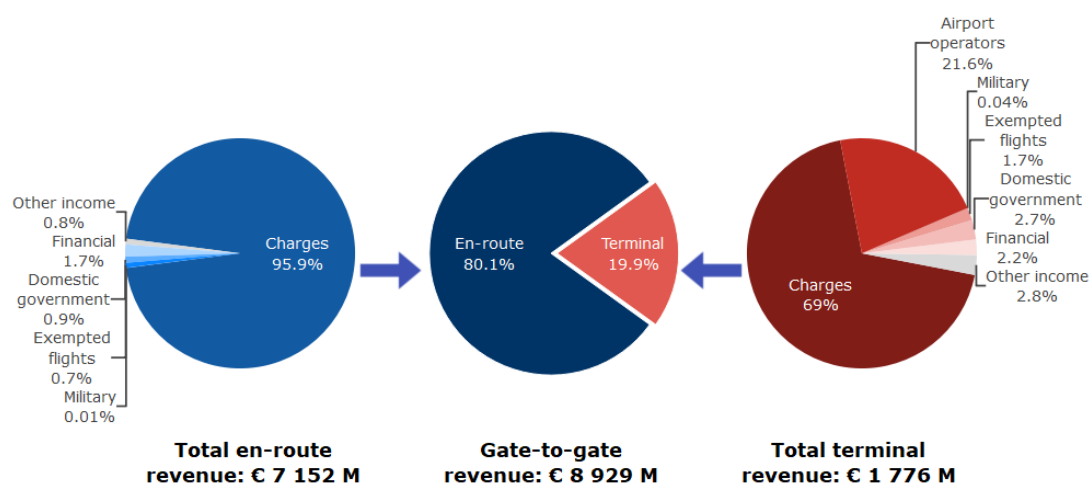 Other income
0.8%
Financial
1.7%
Domestic
government
0.9%
Exempted
flights
0.7%
Military
0.01%
Charges
95.9%
Total en-route
revenue: € 7 152 M
En-route
80.1%
Terminal
19.9%
Gate-to-gate
revenue: € 8 929 M
Airport
operators
21.6%
Military
0.04%
Exempted
flights
1.7%
Domestic
government
2.7%
Financial
2.2%
Other income
2.8%
Charges
69%
Total terminal
revenue: € 1 776 M